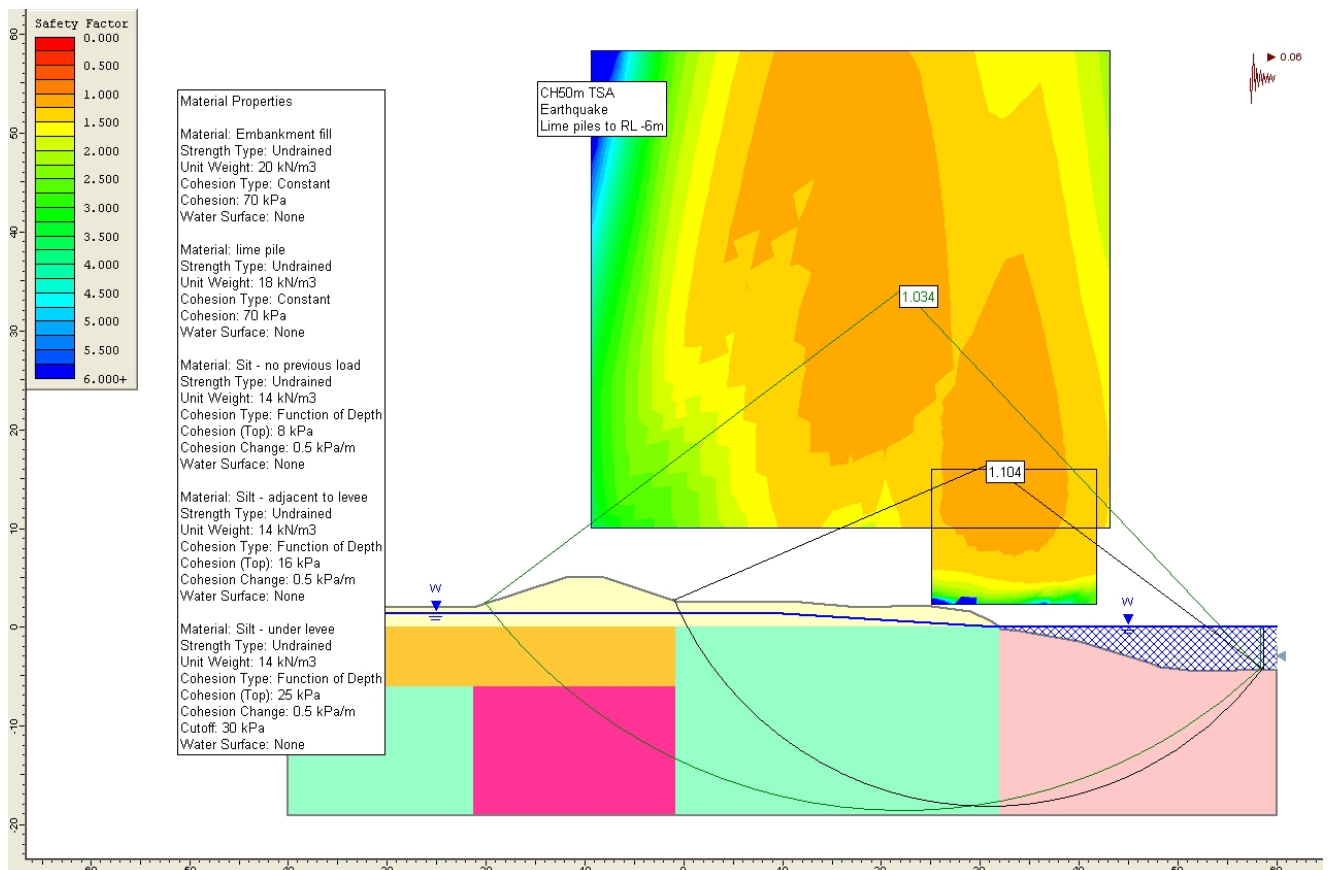 Safety Factor
0.000
0.500
1.000
1.500
2.000
2.500
3.000
3.500
4.000
4.500
5.000
5.500
6.000+
Material Properties
Material: Embankment fill
Strength Type: Undrained
Unit Weight: 20 kN/m3
Cohesion Type: Constant
Cohesion: 70 kPa
Water Surface: None
Material: lime pile
Strength Type: Undrained
Unit Weight: 18 kN/m3
Cohesion Type: Constant
Cohesion: 70 kPa
Water Surface: None
Material: Sit - no previous load
Strength Type: Undrained
Unit Weight: 14 kN/m3
Cohesion Type: Function of Depth
Cohesion (Top): 8 kPa
Cohesion Change: 0.5 kPa/m
Water Surface: None
Material: Silt - adjacent to levee
Strength Type: Undrained
Unit Weight: 14 kN/m3
Cohesion Type: Function of Depth
Cohesion (Top): 16 kPa
Cohesion Change: 0.5 kPa/m
Water Surface: None
Material: Silt - under levee
Strength Type: Undrained
Unit Weight: 14 kN/m3
Cohesion Type: Function of Depth
Cohesion (Top): 25 kPa
Cohesion Change: 0.5 kPa/m
Cutoff: 30 kPa
Water Surface: None
CH50m TSA
Earthquake
Lime piles to RL -6m
0.06
1.034
1.104
W
W
60
50
40
30
20
10
0
-10
-20